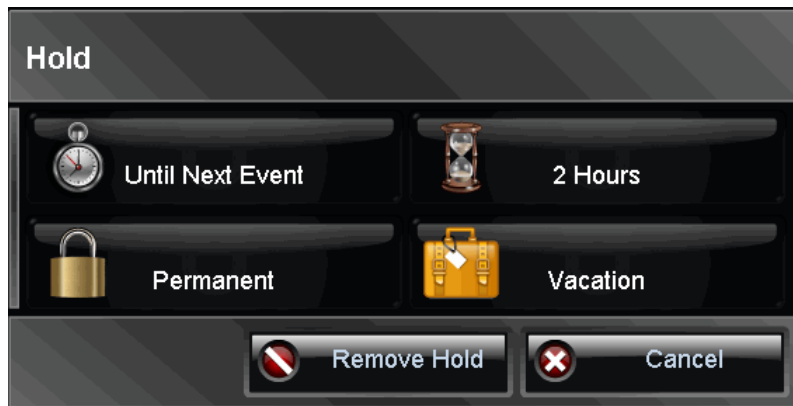 Hold
Until Next Event
2 Hours
Permanent
Vacation
Remove Hold
Cancel